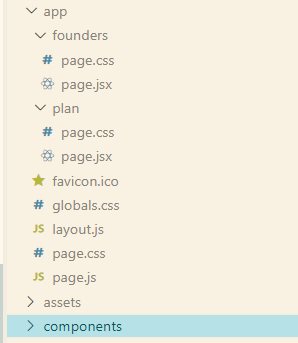 app
founders
# page.css
page.jsx
plan
# page.css
page.jsx
favicon.ico
# globals.css
JS layout.js
# page.css
JS page.js
assets
components